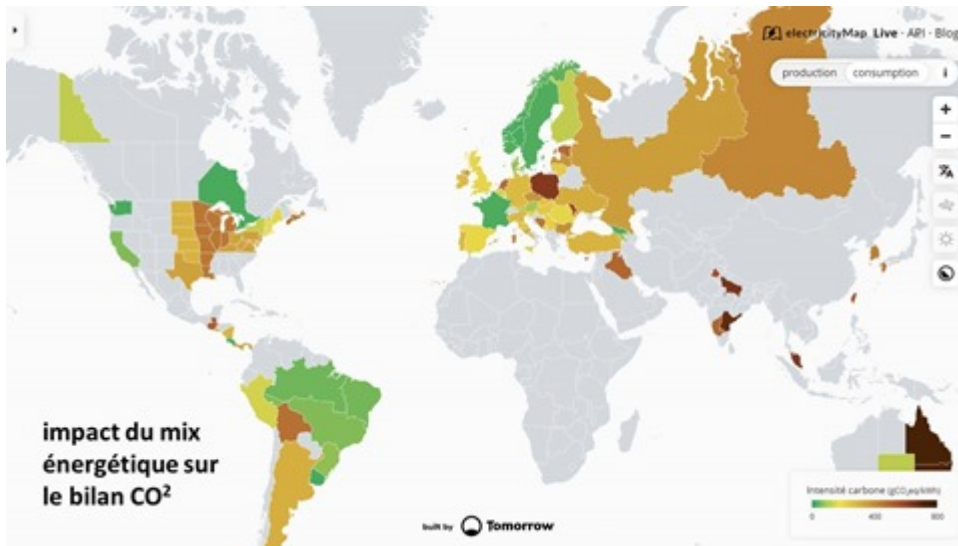 electricityMap Live · API · Blog
production consumption i
+
−
impact du mix
énergétique sur
le bilan CO²
built by Tomorrow
Intensité carbone (gCO₂eq/kWh)
0 400 800